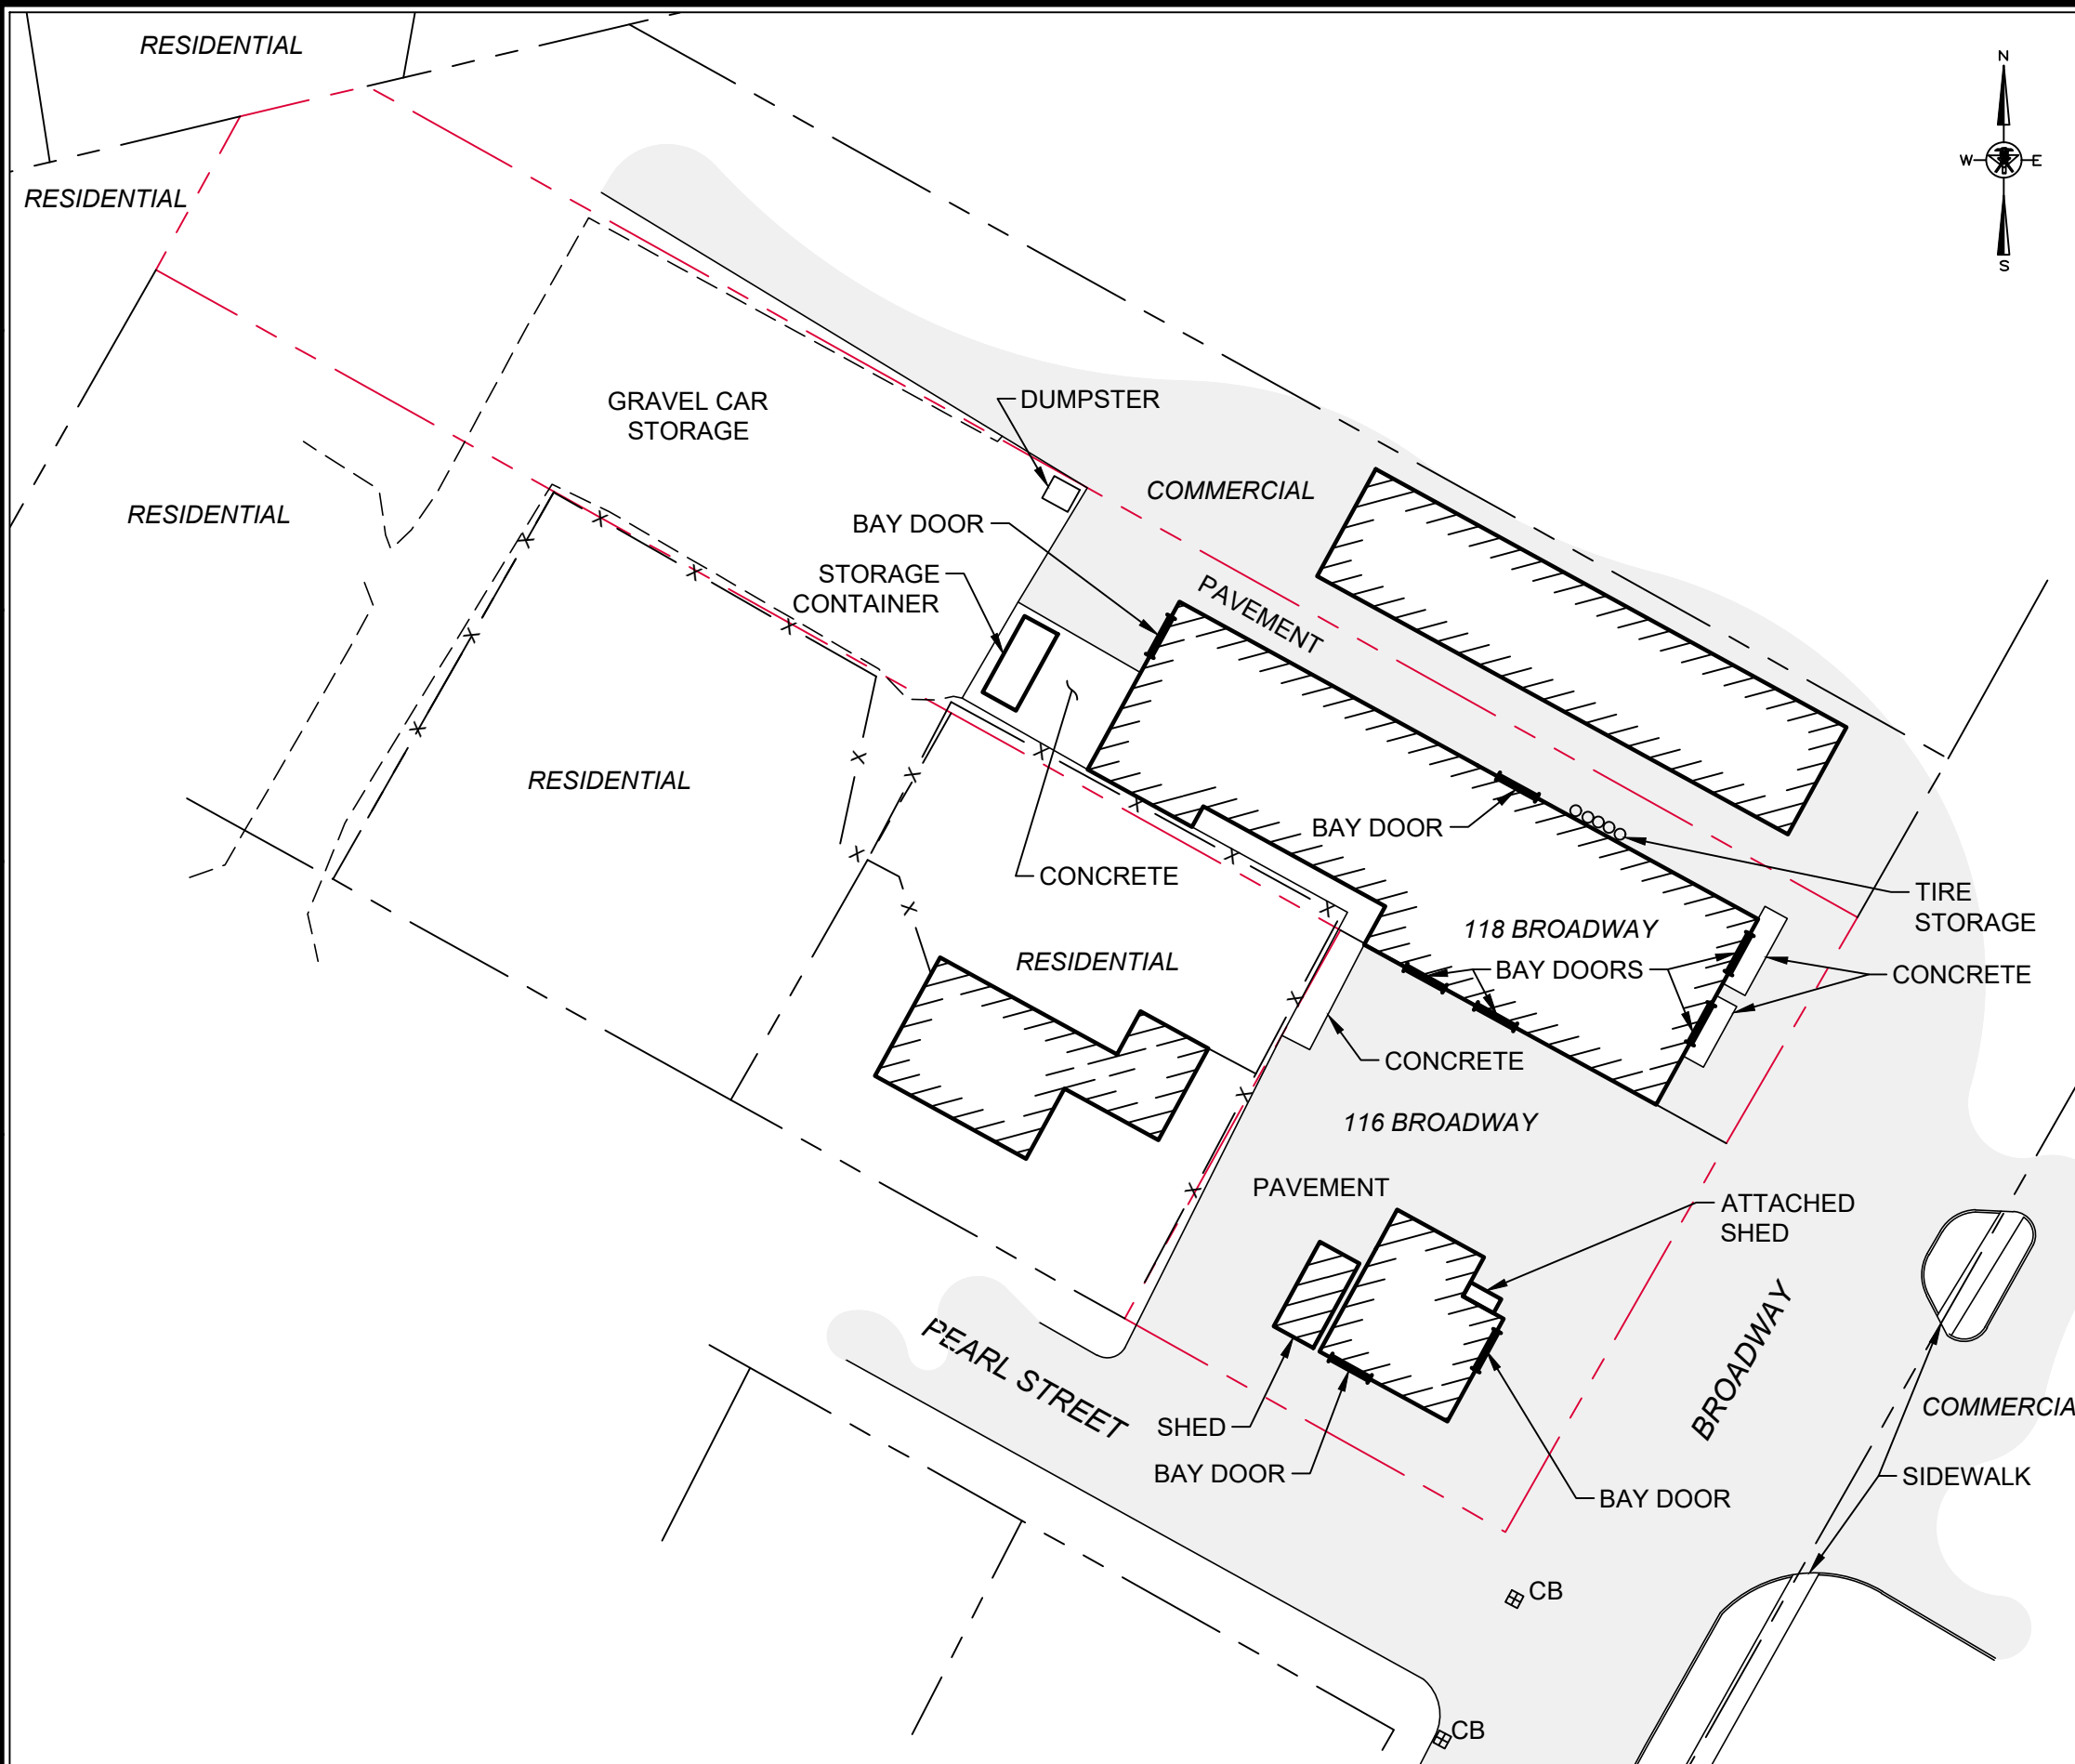 RESIDENTIAL
N
W
E
S
RESIDENTIAL
GRAVEL CAR
STORAGE
DUMPSTER
COMMERCIAL
RESIDENTIAL
BAY DOOR
STORAGE
CONTAINER
PAVEMENT
RESIDENTIAL
BAY DOOR
CONCRETE
TIRE
STORAGE
118 BROADWAY
RESIDENTIAL
BAY DOORS
CONCRETE
CONCRETE
116 BROADWAY
PAVEMENT
ATTACHED
SHED
PEARL STREET
BROADWAY
COMMERCIA
SHED
BAY DOOR
SIDEWALK
BAY DOOR
CB
CB